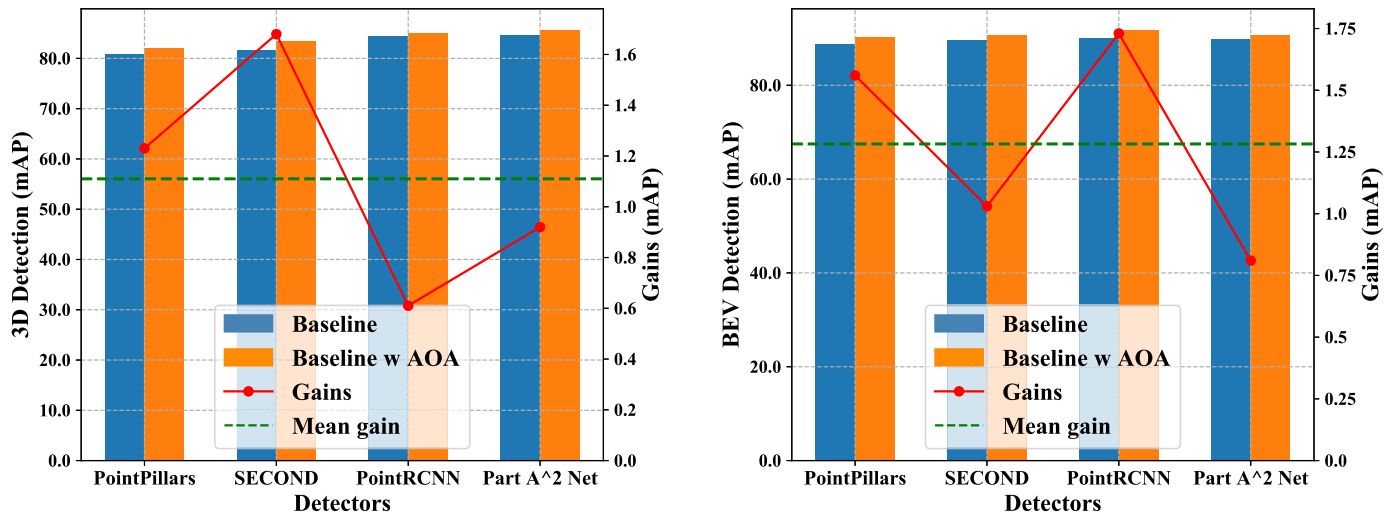 3D Detection (mAP)
80.0
70.0
60.0
50.0
40.0
30.0
20.0
10.0
0.0
Baseline
Baseline w AOA
Gains
Mean gain
PointPillars
SECOND
PointRCNN
Part A^2 Net
Detectors
1.6
1.4
1.2
1.0
0.8
0.6
0.4
0.2
0.0
Gains (mAP)
BEV Detection (mAP)
80.0
60.0
40.0
20.0
0.0
Baseline
Baseline w AOA
Gains
Mean gain
PointPillars
SECOND
PointRCNN
Part A^2 Net
Detectors
1.75
1.50
1.25
1.0
0.75
0.50
0.25
0.0
Gains (mAP)